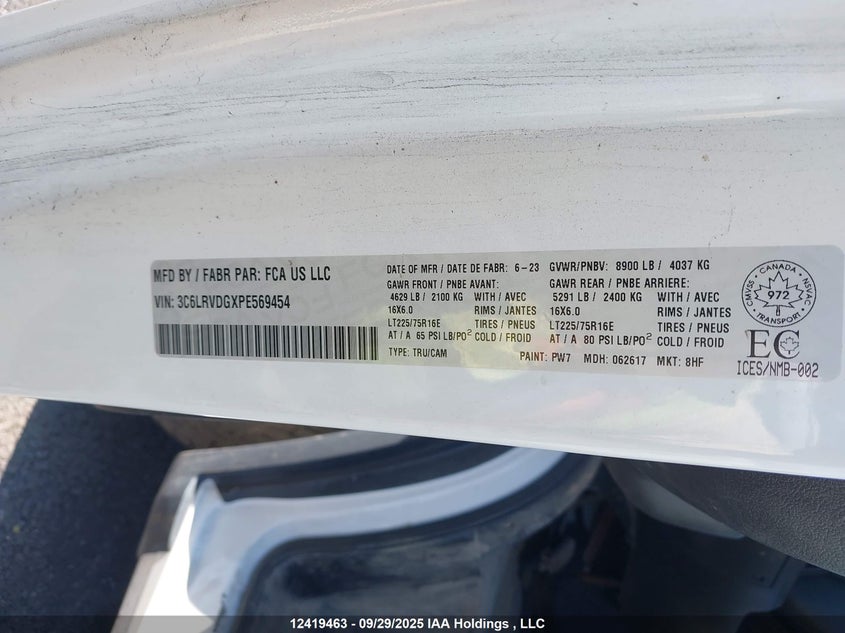 MFD BY / FABR PAR: FCA US LLC
VIN: 3C6LRVDGXPE569454
DATE OF MFR / DATE DE FABR: 6-23 GVWR/PNBV: 8900 LB / 4037 KG
GAWR FRONT / PNBE AVANT: GAWR REAR / PNBE ARRIERE:
4629 LB / 2100 KG WITH / AVEC 5291 LB / 2400 KG WITH / AVEC
16X6.0 RIMS / JANTES 16X6.0 RIMS / JANTES
LT225/75R16E TIRES / PNEUS LT225/75R16E TIRES / PNEUS
AT / A 65 PSI LB/PO² COLD / FROID AT / A 80 PSI LB/PO² COLD / FROID
TYPE: TRU/CAM PAINT: PW7 MDH: 062617 MKT: 8HF
CANADA
CMVSS 972 NSVAC
TRANSPORT
EC
ICES/NMB-002
12419463 - 09/29/2025 IAA Holdings , LLC